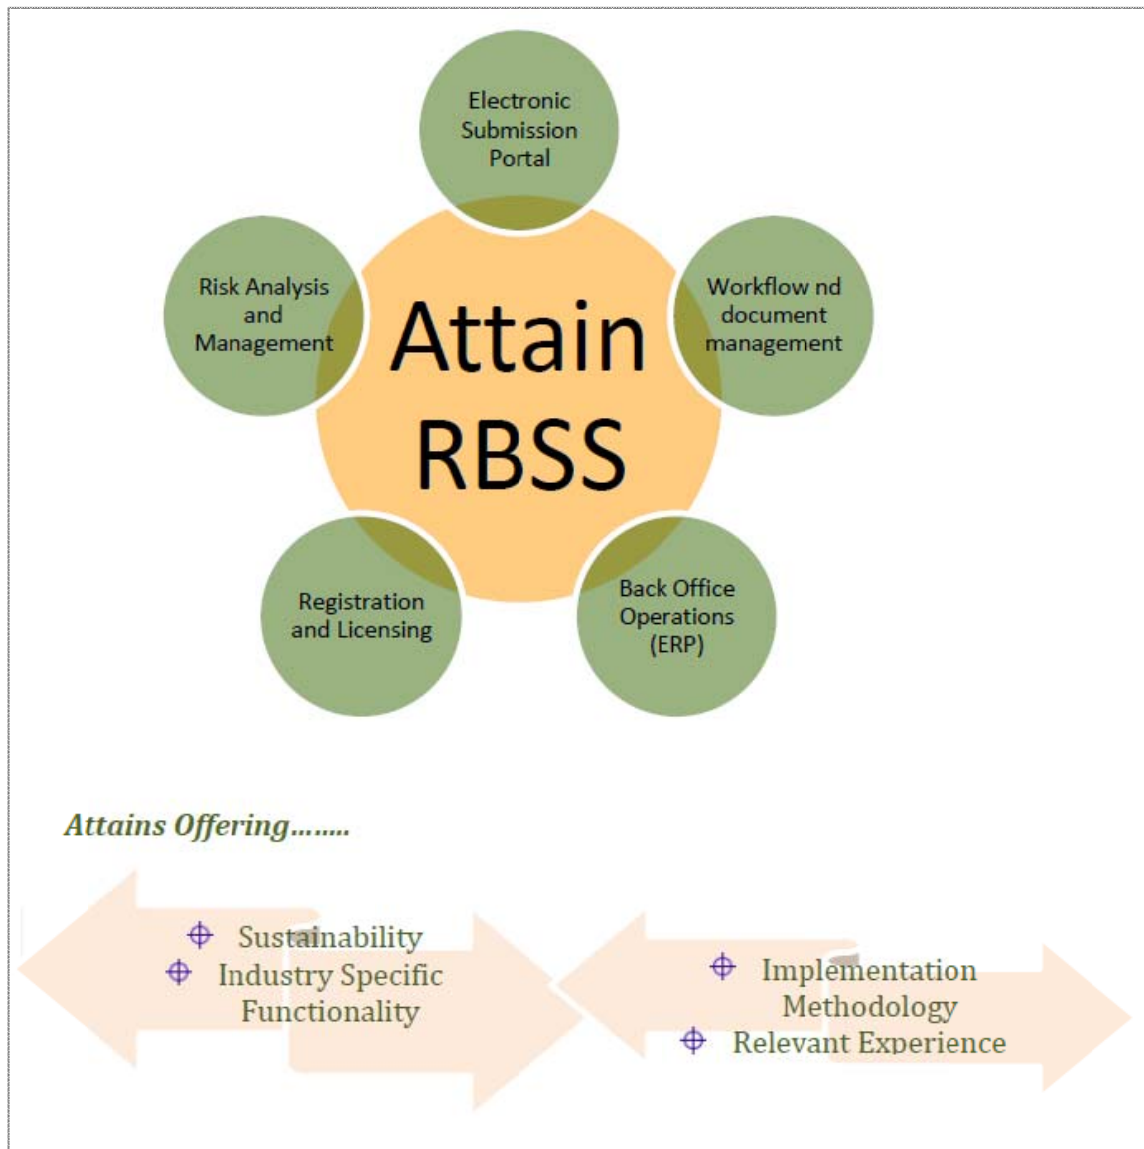 Electronic
Submission
Portal
Risk Analysis
and
Management
Workflow nd
document
management
Attain
RBSS
Registration
and Licensing
Back Office
Operations
(ERP)
Attains Offering........
Sustainability
Industry Specific
Functionality
Implementation
Methodology
Relevant Experience